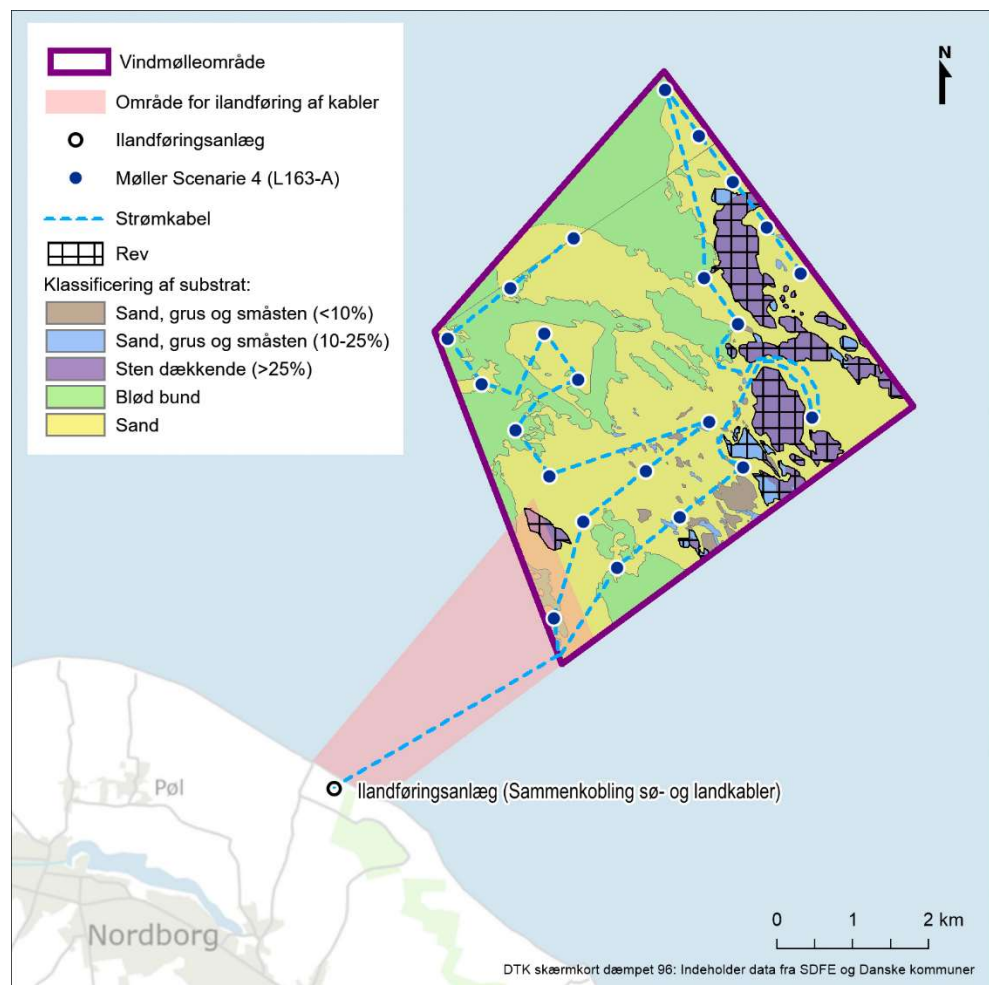 Vindmølleområde
Område for ilandføring af kabler
Ilandføringsanlæg
Møller Scenarie 4 (L163-A)
Strømkabel
Rev
Klassificering af substrat:
Sand, grus og småsten (<10%)
Sand, grus og småsten (10-25%)
Sten dækkende (>25%)
Blød bund
Sand
N
Ilandføringsanlæg (Sammenkobling sø- og landkabler)
Pøl
Nordborg
0 1 2 km
DTK skærmkort dæmpet 96: Indeholder data fra SDFE og Danske kommuner